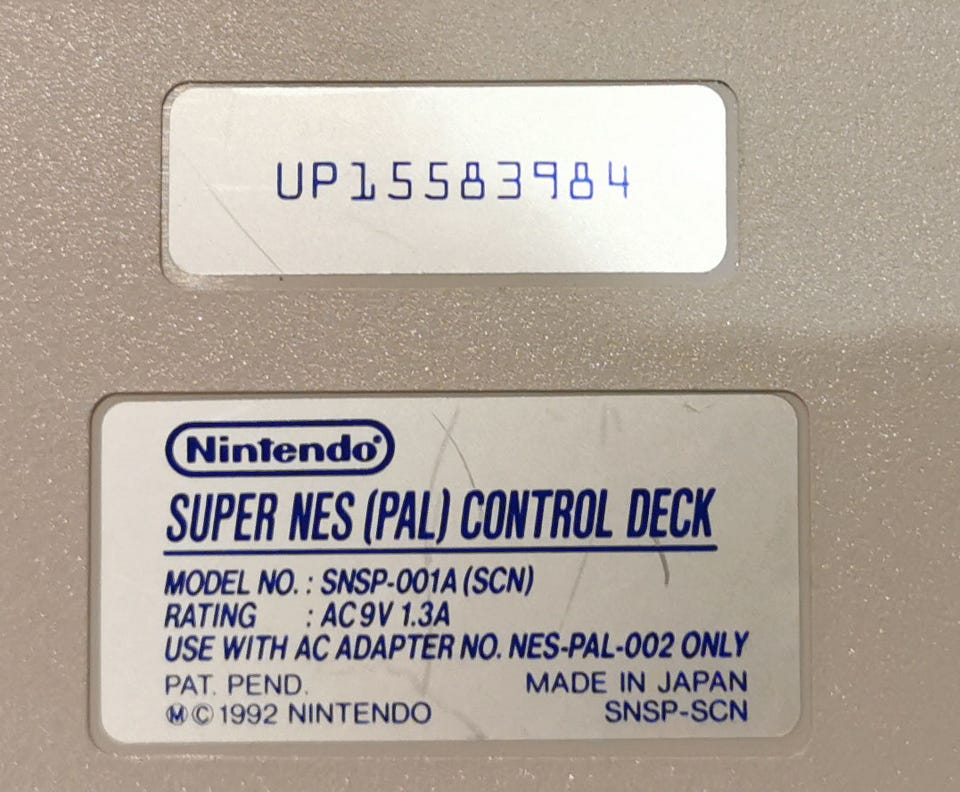 UP15583984
Nintendo®
SUPER NES (PAL) CONTROL DECK
MODEL NO. : SNSP-001A (SCN)
RATING : AC 9V 1.3A
USE WITH AC ADAPTER NO. NES-PAL-002 ONLY
PAT. PEND. MADE IN JAPAN
Ⓜ©1992 NINTENDO SNSP-SCN